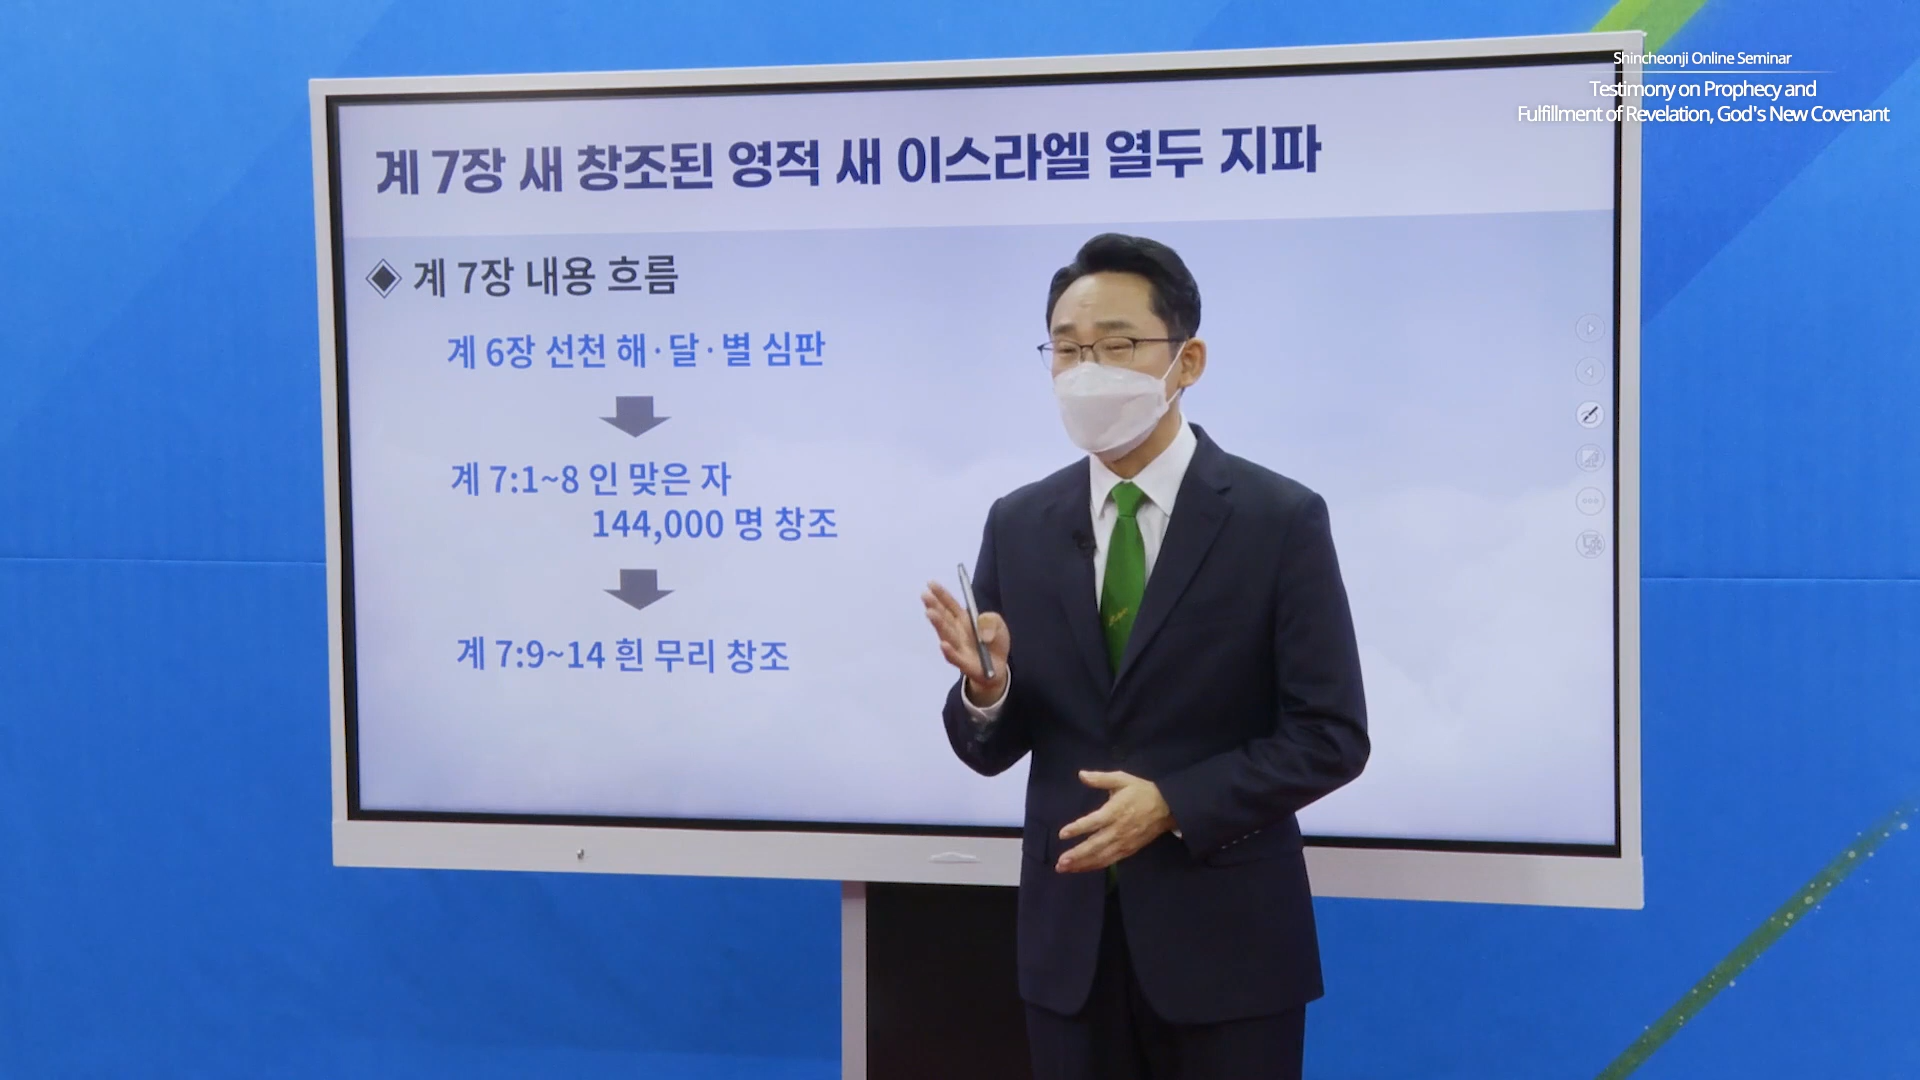 Shincheonji Online Seminar
Testimony on Prophecy and
Fulfillment of Revelation, God's New Covenant
계 7장 새 창조된 영적 새 이스라엘 열두 지파
계 7장 내용 흐름
계 6장 선천 해·달·별 심판
계 7:1~8 인 맞은 자
144,000 명 창조
계 7:9~14 흰 무리 창조